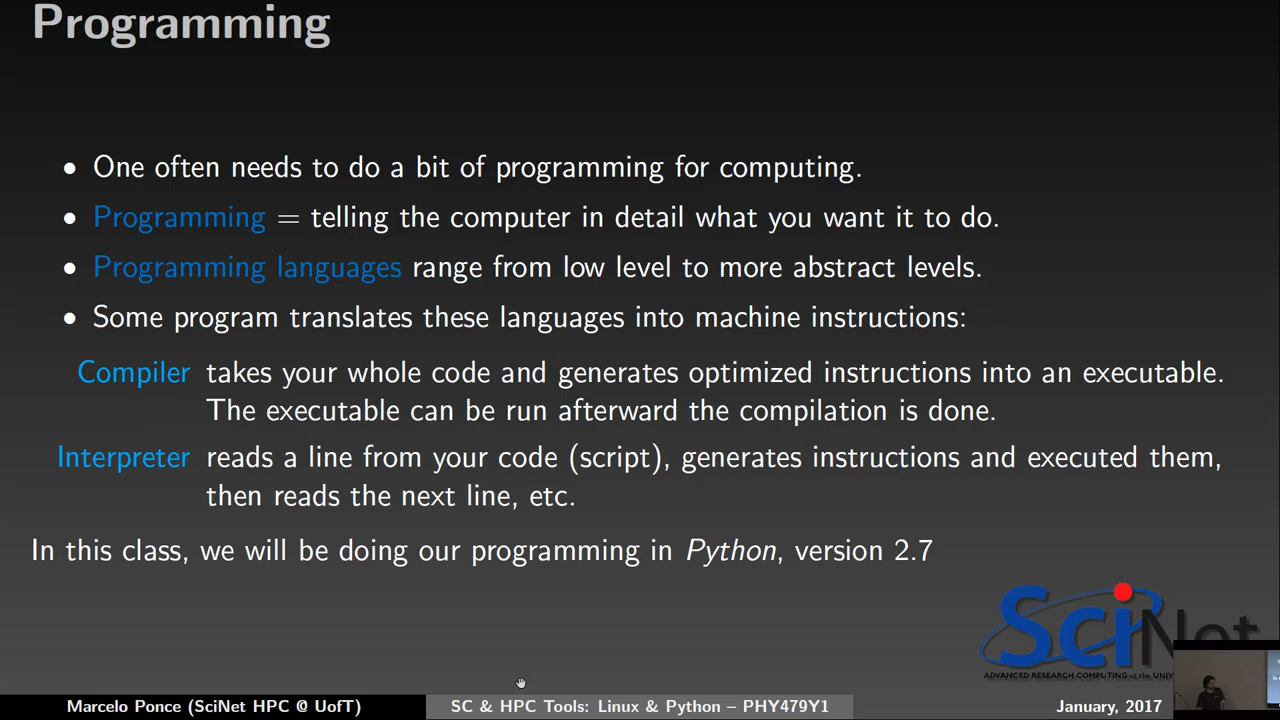 Programming
• One often needs to do a bit of programming for computing.
• Programming = telling the computer in detail what you want it to do.
• Programming languages range from low level to more abstract levels.
• Some program translates these languages into machine instructions:
Compiler takes your whole code and generates optimized instructions into an executable.
The executable can be run afterward the compilation is done.
Interpreter reads a line from your code (script), generates instructions and executed them,
then reads the next line, etc.
In this class, we will be doing our programming in Python, version 2.7
SciNet
ADVANCED RESEARCH COMPUTING at the
Marcelo Ponce (SciNet HPC @ UofT)
SC & HPC Tools: Linux & Python – PHY479Y1
January, 2017